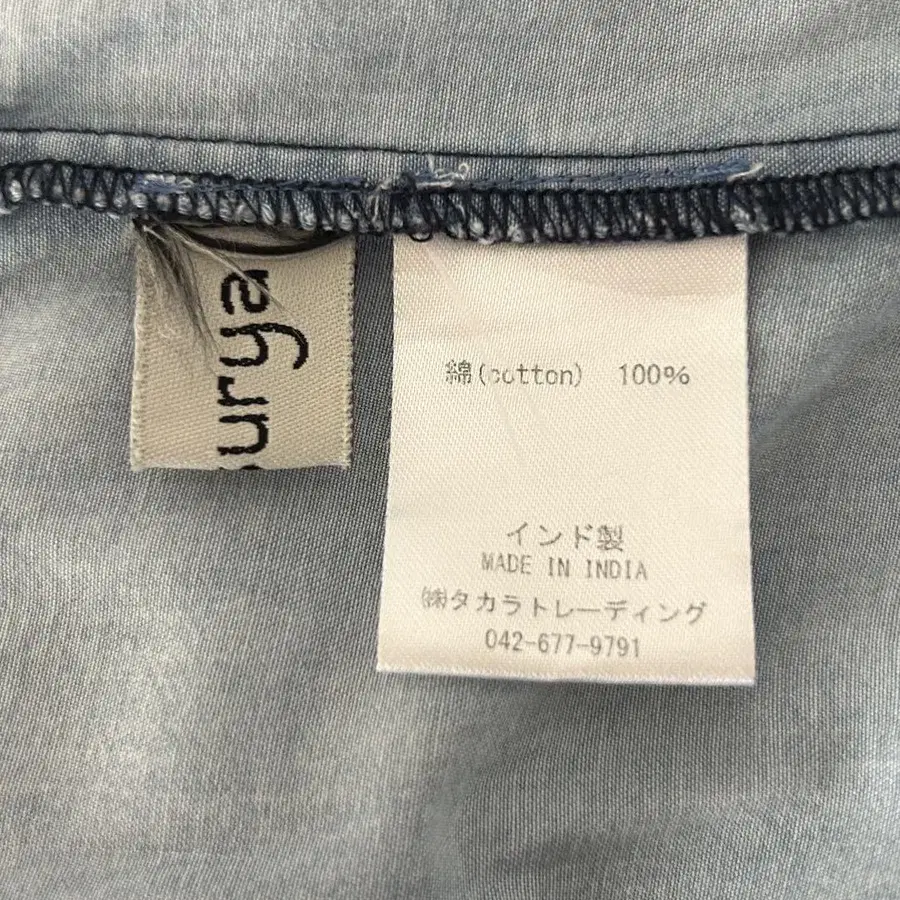 urya
綿(cotton) 100%
インド製
MADE IN INDIA
㈱タカラトレーディング
042-677-9791